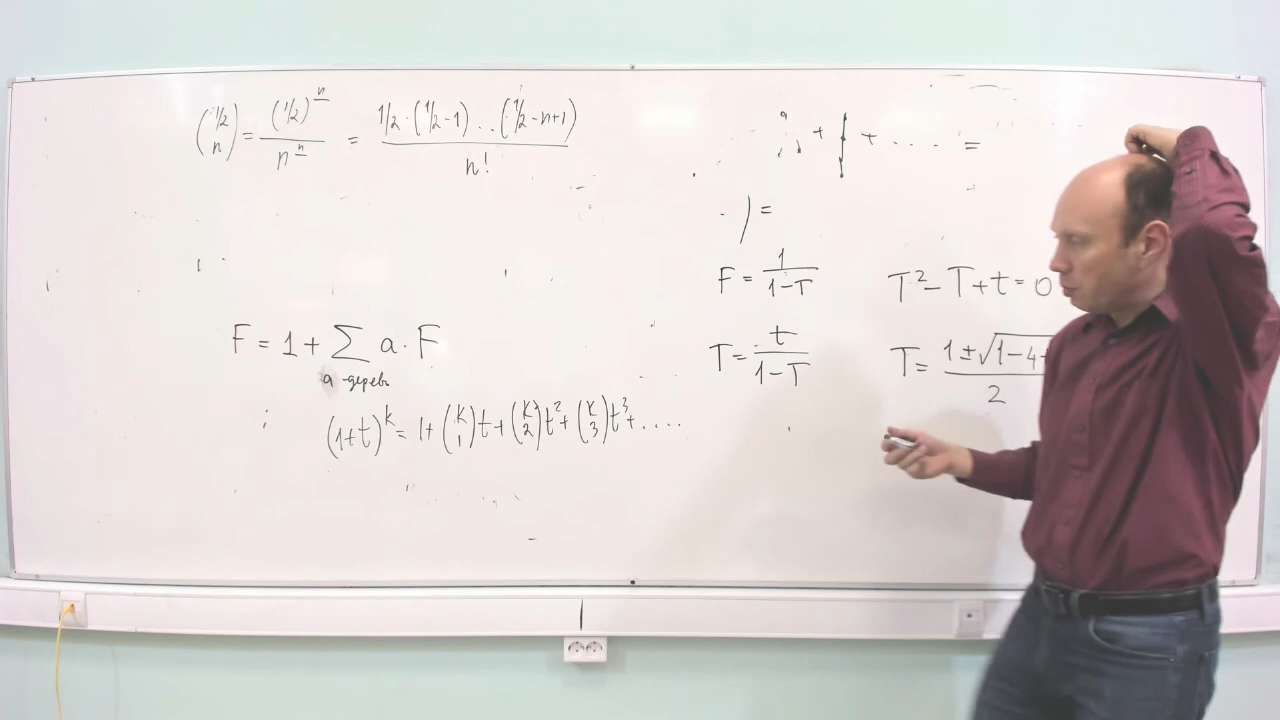 (1/2 n) = (1/2)^n / n^n = 1/2·(1/2-1)..(1/2-n+1) / n!
+ + .... =
) =
F = 1 / 1-T
T²-T+t=0
F = 1+ ∑ a·F
a-дерево
T = t / 1-T
T = 1±√1-4 / 2
(1+t)^k = 1+(k 1)t+(k 2)t²+(k 3)t³+....